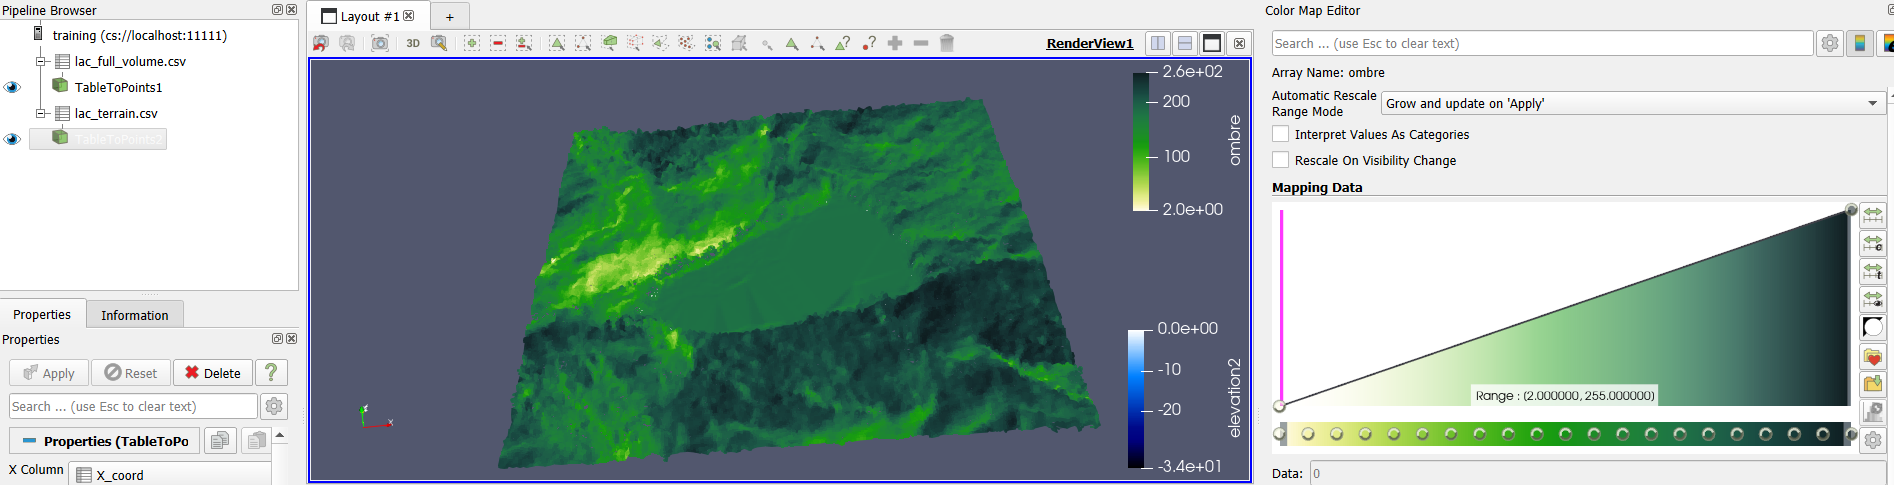 Pipeline Browser
training (cs://localhost:11111)
lac_full_volume.csv
TableToPoints1
lac_terrain.csv
TableToPoints2
Properties
Information
Properties
Apply
Reset
Delete
?
Search ... (use Esc to clear text)
Properties (TableToPo
X Column
X_coord
Layout #1
+
3D
RenderView1
2.6e+02
200
100
2.0e+00
ombre
0.0e+00
-10
-20
-3.4e+01
elevation2
X
Color Map Editor
Search ... (use Esc to clear text)
Array Name: ombre
Automatic Rescale
Range Mode
Grow and update on 'Apply'
Interpret Values As Categories
Rescale On Visibility Change
Mapping Data
Range : (2.000000, 255.000000)
c
t
Data:
0